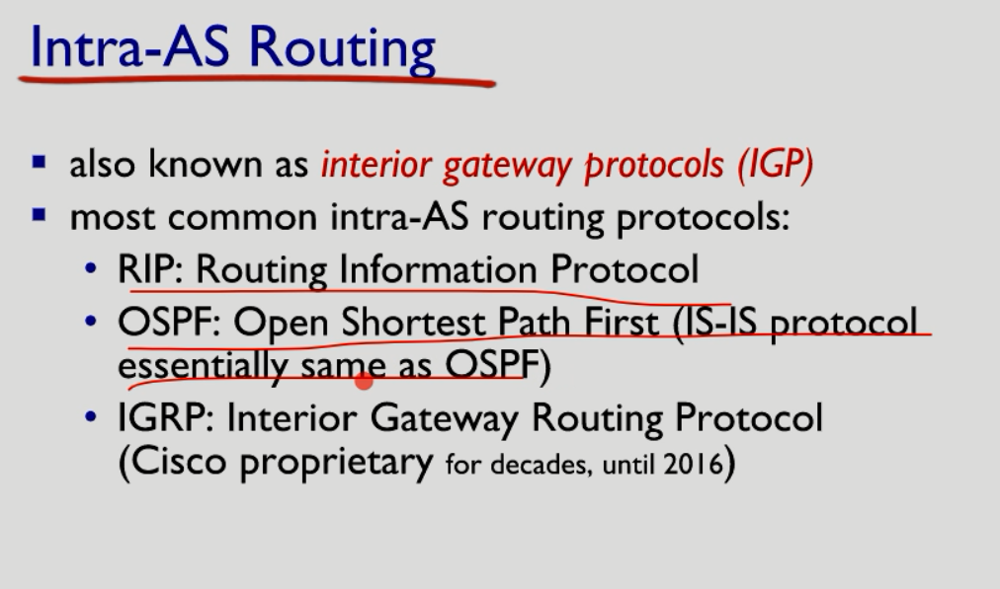 Intra-AS Routing
also known as interior gateway protocols (IGP)
most common intra-AS routing protocols:
RIP: Routing Information Protocol
OSPF: Open Shortest Path First (IS-IS protocol
essentially same as OSPF)
IGRP: Interior Gateway Routing Protocol
(Cisco proprietary for decades, until 2016)